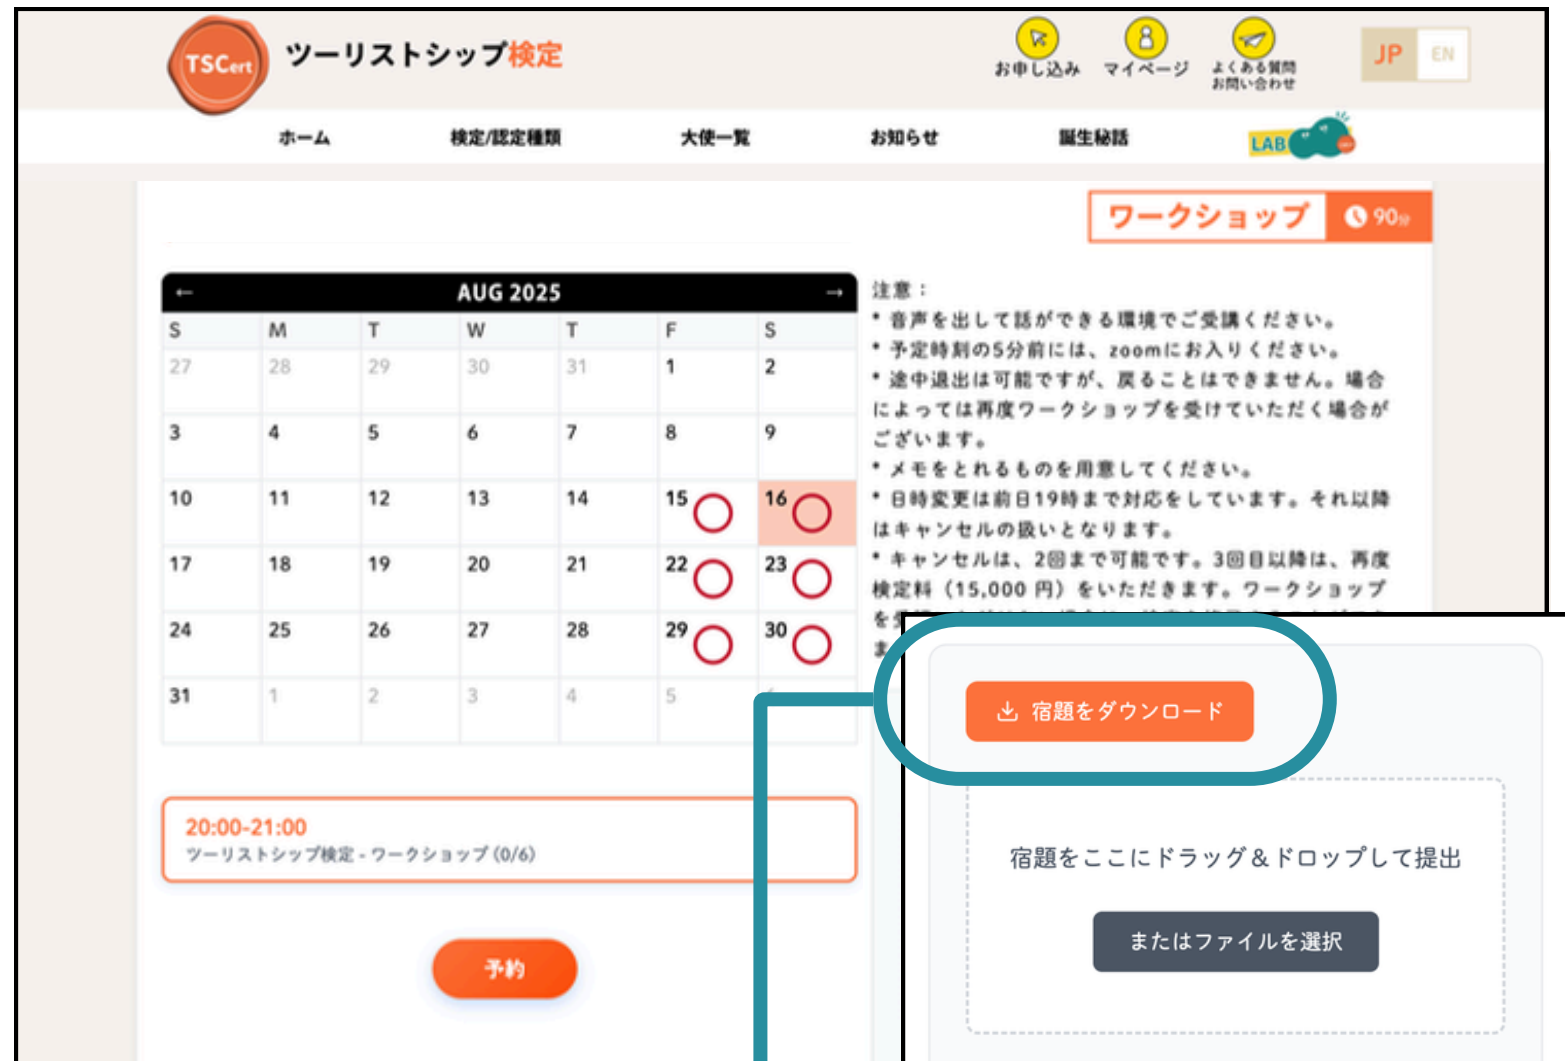 TSCert
ツーリストシップ検定
お申し込み
マイページ
よくある質問
お問い合わせ
JP EN
ホーム 検定/認定種類 大使一覧 お知らせ 誕生秘話 LAB
ワークショップ 90分
← AUG 2025 →
S M T W T F S
27 28 29 30 31 1 2
3 4 5 6 7 8 9
10 11 12 13 14 15 16
17 18 19 20 21 22 23
24 25 26 27 28 29 30
31 1 2 3 4 5
20:00-21:00
ツーリストシップ検定 - ワークショップ (0/6)
予約
注意：
* 音声を出して話ができる環境でご受講ください。
* 予定時刻の5分前には、zoomにお入りください。
* 途中退出は可能ですが、戻ることはできません。場合
によっては再度ワークショップを受けていただく場合が
ございます。
* メモをとれるものを用意してください。
* 日時変更は前日19時まで対応をしています。それ以降
はキャンセルの扱いとなります。
* キャンセルは、2回まで可能です。3回目以降は、再度
検定料（15,000 円）をいただきます。ワークショップ
を
ま
宿題をダウンロード
宿題をここにドラッグ＆ドロップして提出
またはファイルを選択